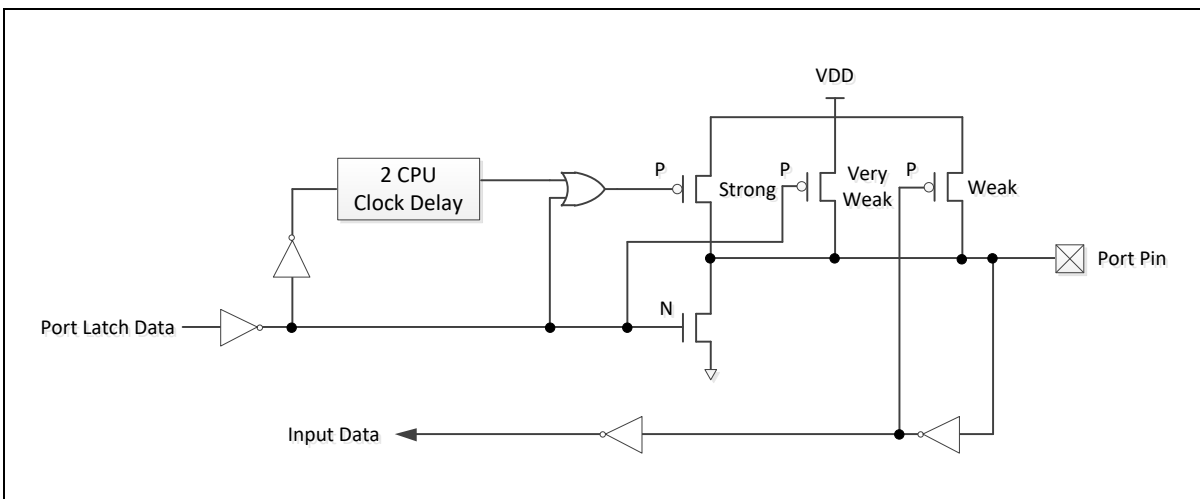 VDD
2 CPU
Clock Delay
P
Strong
P
Very
Weak
P
Weak
Port Pin
N
Port Latch Data
Input Data